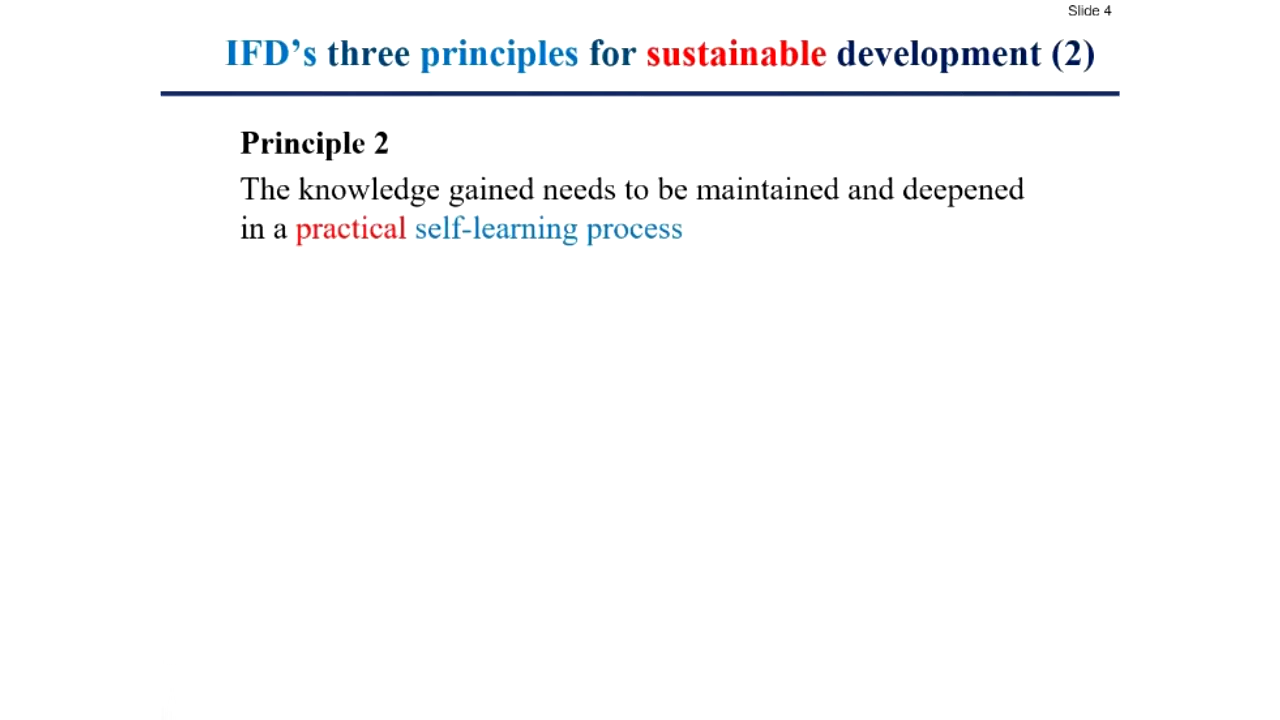 Slide 4
IFD’s three principles for sustainable development (2)
Principle 2
The knowledge gained needs to be maintained and deepened
in a practical self-learning process